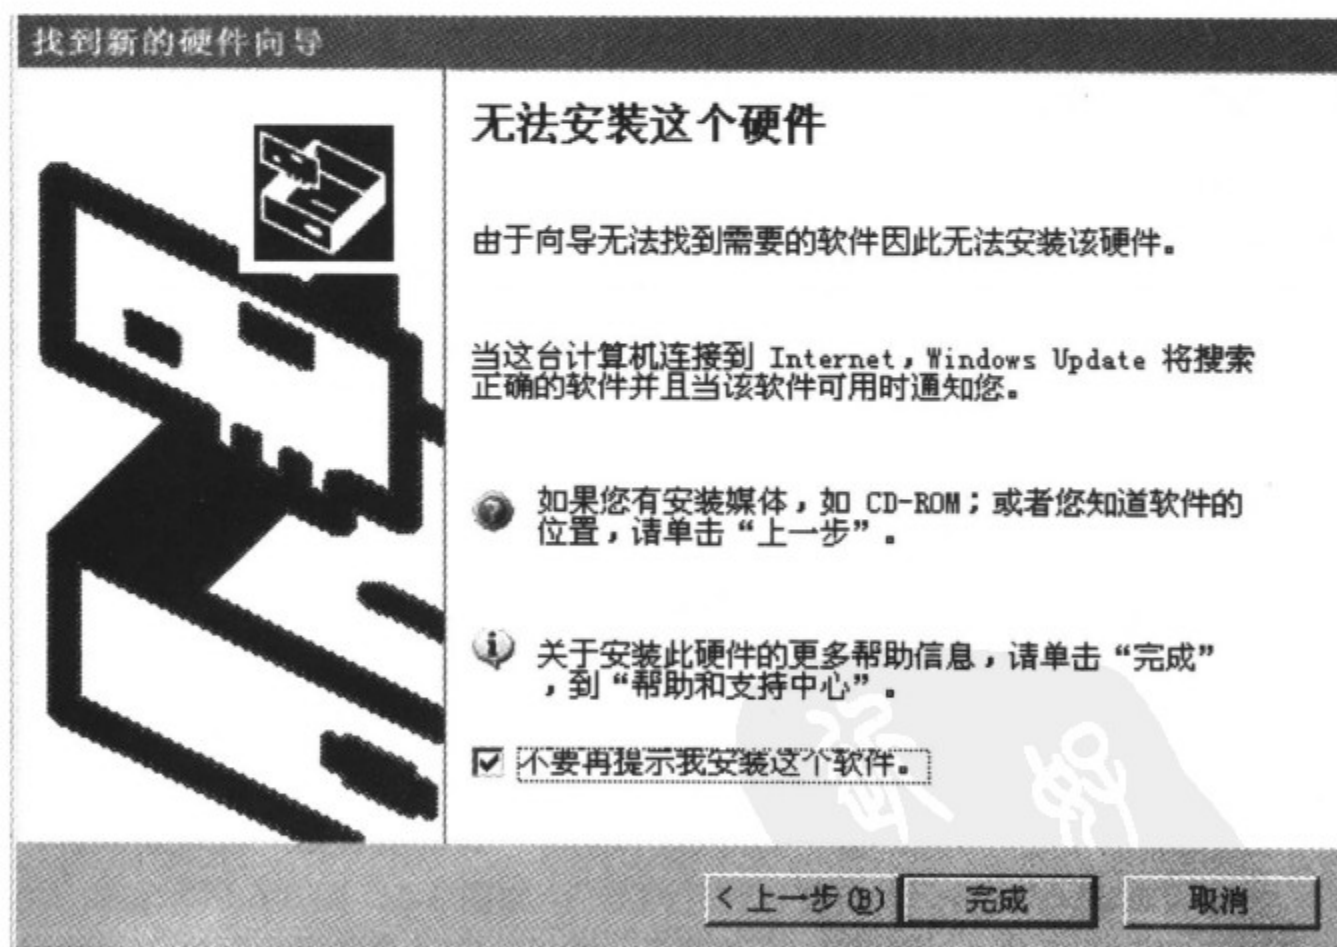 找到新的硬件向导
无法安装这个硬件
由于向导无法找到需要的软件因此无法安装该硬件。
当这台计算机连接到 Internet，Windows Update 将搜索
正确的软件并且当该软件可用时通知您。
如果您有安装媒体，如 CD-ROM；或者您知道软件的
位置，请单击“上一步”。
关于安装此硬件的更多帮助信息，请单击“完成”
，到“帮助和支持中心”。
不要再提示我安装这个软件。
< 上一步(B)
完成
取消